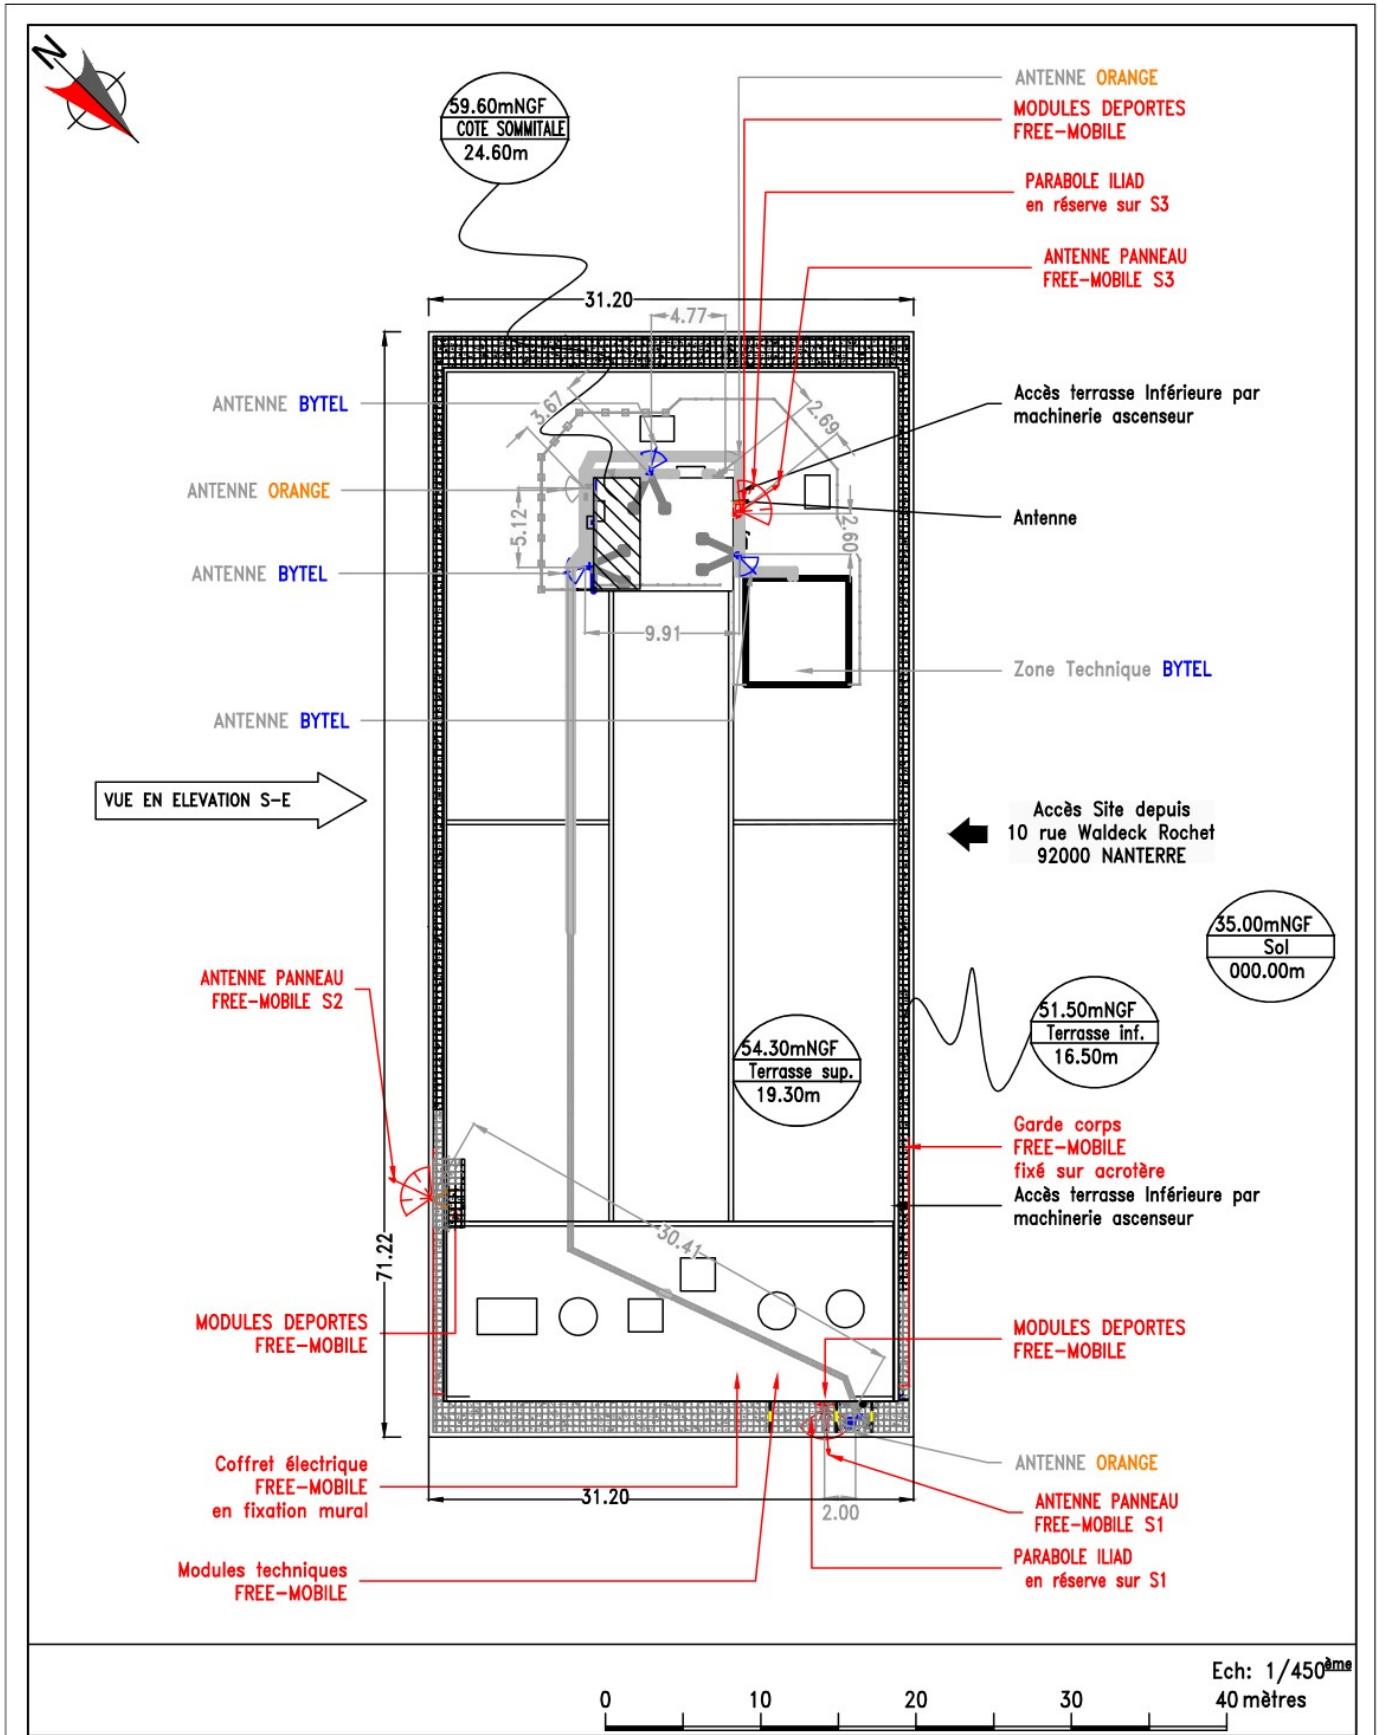 N
59.60mNGF
COTE SOMMITALE
24.60m
ANTENNE ORANGE
MODULES DEPORTES
FREE-MOBILE
PARABOLE ILIAD
en réserve sur S3
ANTENNE PANNEAU
FREE-MOBILE S3
31.20
4.77
3.67
2.69
ANTENNE BYTEL
Accès terrasse Inférieure par
machinerie ascenseur
ANTENNE ORANGE
5.12
Antenne
2.60
ANTENNE BYTEL
9.91
Zone Technique BYTEL
ANTENNE BYTEL
VUE EN ELEVATION S-E
Accès Site depuis
10 rue Waldeck Rochet
92000 NANTERRE
35.00mNGF
Sol
000.00m
ANTENNE PANNEAU
FREE-MOBILE S2
51.50mNGF
Terrasse inf.
16.50m
54.30mNGF
Terrasse sup.
19.30m
Garde corps
FREE-MOBILE
fixé sur acrotère
Accès terrasse Inférieure par
machinerie ascenseur
30.41
71.22
MODULES DEPORTES
FREE-MOBILE
MODULES DEPORTES
FREE-MOBILE
Coffret électrique
FREE-MOBILE
en fixation mural
ANTENNE ORANGE
31.20
2.00
ANTENNE PANNEAU
FREE-MOBILE S1
Modules techniques
FREE-MOBILE
PARABOLE ILIAD
en réserve sur S1
Ech: 1/450ème
0 10 20 30 40 mètres